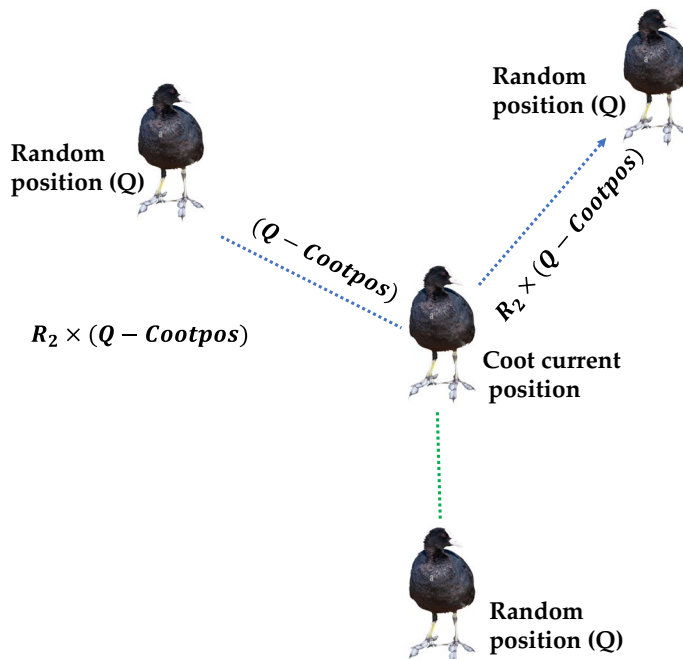 Random
position (Q)
Random
position (Q)
(Q − Cootpos)
R₂ × (Q − Cootpos)
R₂ × (Q − Cootpos)
Coot current
position
Random
position (Q)